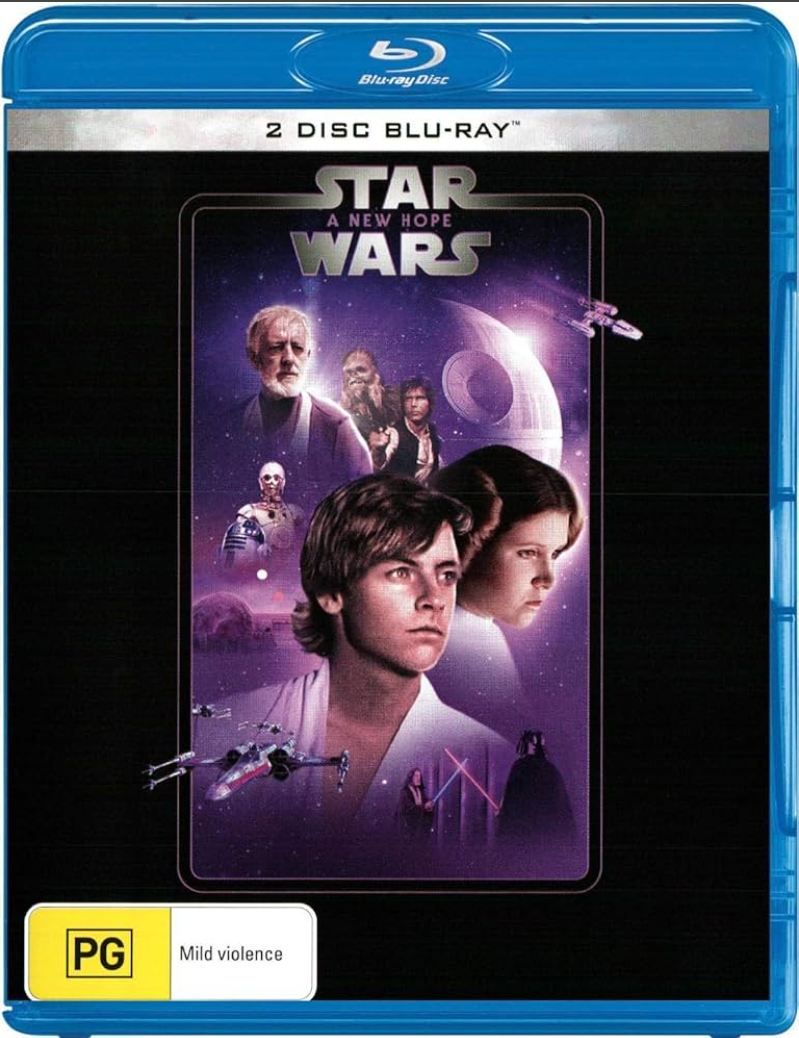 Blu-ray Disc
2 DISC BLU-RAY™
STAR
A NEW HOPE
WARS
PG
Mild violence